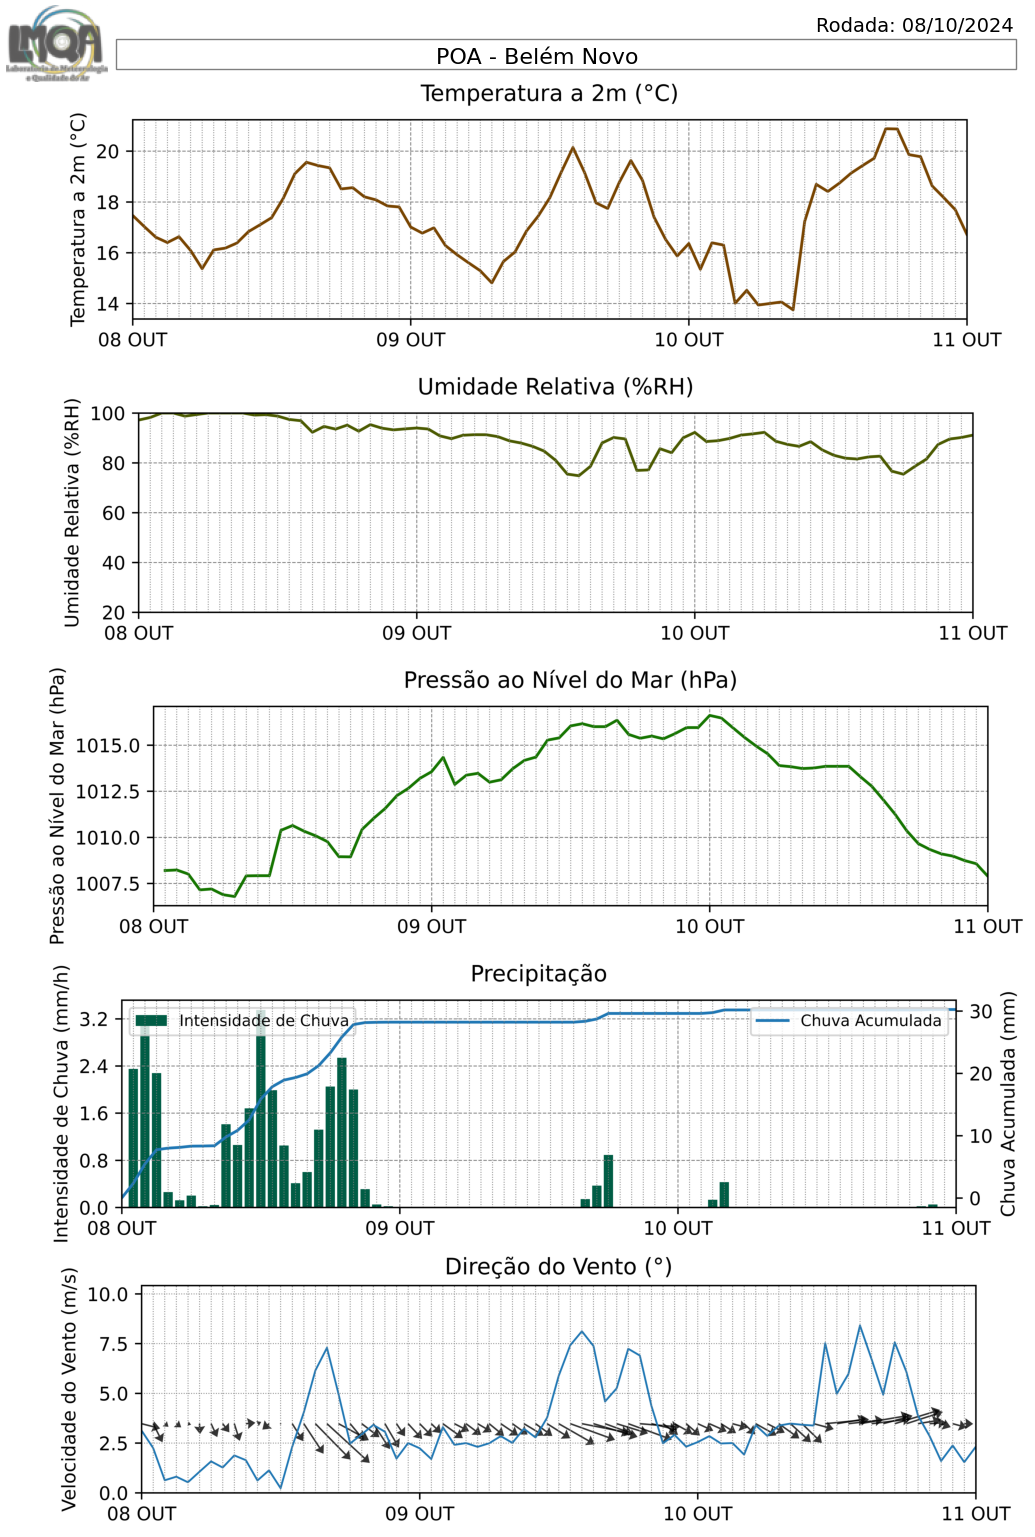 LMQA
Laboratório de Meteorologia
e Qualidade do Ar
Rodada: 08/10/2024
POA - Belém Novo
Temperatura a 2m (°C)
Temperatura a 2m (°C)
20
18
16
14
08 OUT 09 OUT 10 OUT 11 OUT
Umidade Relativa (%RH)
Umidade Relativa (%RH)
100
80
60
40
20
08 OUT 09 OUT 10 OUT 11 OUT
Pressão ao Nível do Mar (hPa)
Pressão ao Nível do Mar (hPa)
1015.0
1012.5
1010.0
1007.5
08 OUT 09 OUT 10 OUT 11 OUT
Precipitação
Intensidade de Chuva (mm/h)
3.2
2.4
1.6
0.8
0.0
Intensidade de Chuva
Chuva Acumulada
30
20
10
0
Chuva Acumulada (mm)
08 OUT 09 OUT 10 OUT 11 OUT
Direção do Vento (°)
Velocidade do Vento (m/s)
10.0
7.5
5.0
2.5
0.0
08 OUT 09 OUT 10 OUT 11 OUT